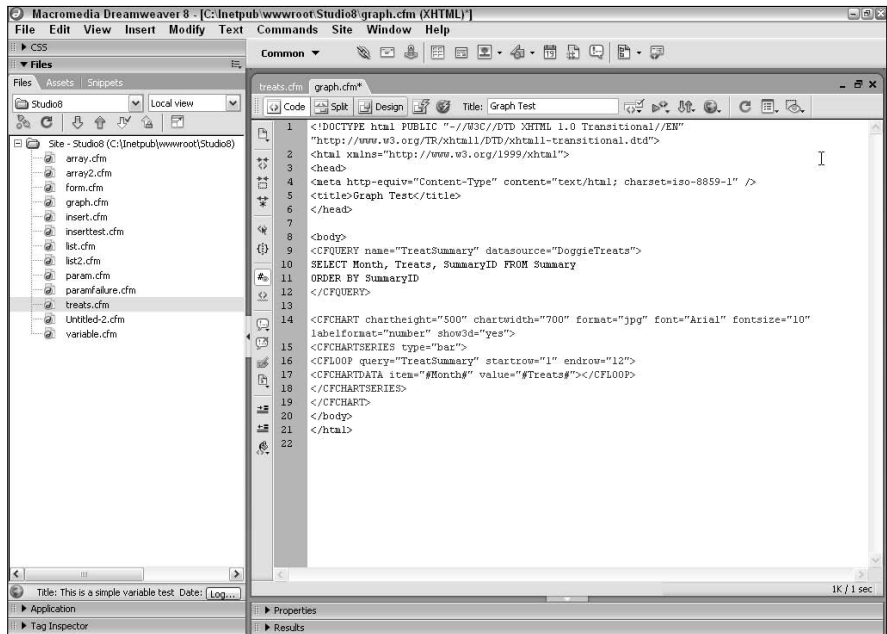 Macromedia Dreamweaver 8 - [C:\Inetpub\wwwroot\Studio8\graph.cfm (XHTML)*]
File Edit View Insert Modify Text Commands Site Window Help
CSS
Files
Common
Files Assets Snippets
Studio8 Local view
Site - Studio8 (C:\Inetpub\wwwroot\Studio8)
array.cfm
array2.cfm
form.cfm
graph.cfm
insert.cfm
inserttest.cfm
list.cfm
list2.cfm
param.cfm
paramfailure.cfm
treats.cfm
Untitled-2.cfm
variable.cfm
Title: This is a simple variable test Date: Log...
Application
Tag Inspector
treats.cfm graph.cfm*
Code Split Design Title: Graph Test
1 <!DOCTYPE html PUBLIC "-//W3C//DTD XHTML 1.0 Transitional//EN"
"http://www.w3.org/TR/xhtml1/DTD/xhtml1-transitional.dtd">
2 <html xmlns="http://www.w3.org/1999/xhtml">
3 <head>
4 <meta http-equiv="Content-Type" content="text/html; charset=iso-8859-1" />
5 <title>Graph Test</title>
6 </head>
7
8 <body>
9 <CFQUERY name="TreatSummary" datasource="DoggieTreats">
10 SELECT Month, Treats, SummaryID FROM Summary
11 ORDER BY SummaryID
12 </CFQUERY>
13
14 <CFCHART chartheight="500" chartwidth="700" format="jpg" font="Arial" fontsize="10"
labelformat="number" show3d="yes">
15 <CFCHARTSERIES type="bar">
16 <CFLOOP query="TreatSummary" startrow="1" endrow="12">
17 <CFCHARTDATA item="#Month#" value="#Treats#"></CFLOOP>
18 </CFCHARTSERIES>
19 </CFCHART>
20 </body>
21 </html>
22
1K / 1 sec
Properties
Results